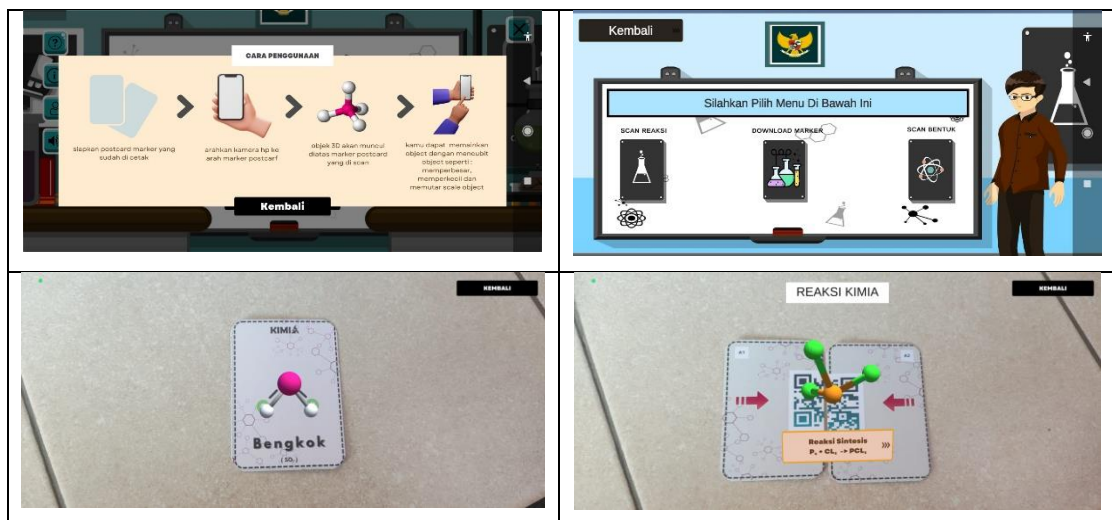 CARA PENGGUNAAN
siapkan postcard marker yang
sudah di cetak
arahkan kamera hp ke
arah marker postcarf
objek 3D akan muncul
diatas marker postcard
yang di scan
kamu dapat memainkan
object dengan mencubit
object seperti :
memperbesar,
memperkecil dan
memutar scale object
Kembali
Kembali
Silahkan Pilih Menu Di Bawah Ini
SCAN REAKSI
DOWNLOAD MARKER
SCAN BENTUK
KEMBALI
KIMIA
Bengkok
REAKSI KIMIA
KEMBALI
Reaksi Sintesis